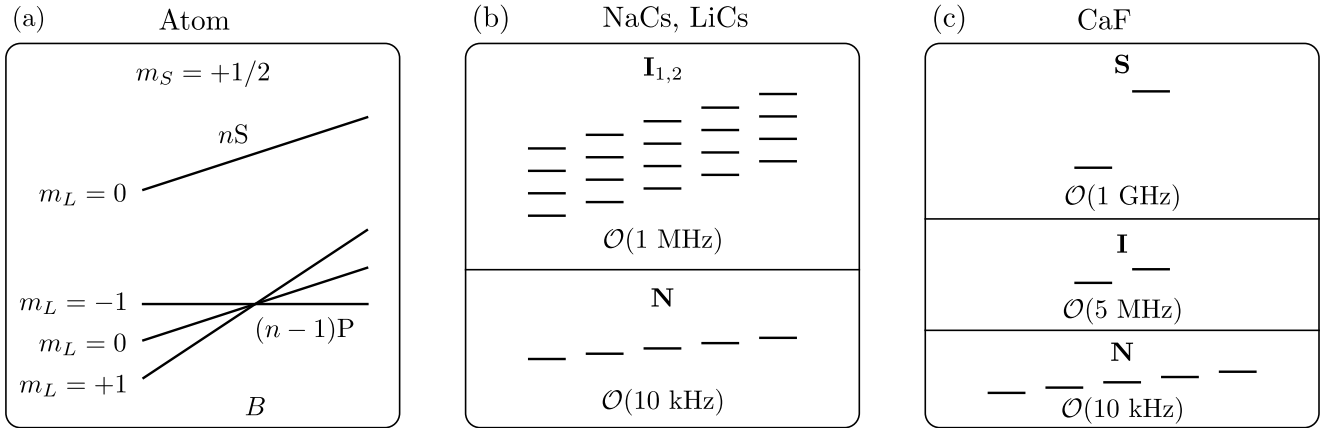 (a) Atom
m_S = +1/2
nS
m_L = 0
m_L = −1
(n − 1)P
m_L = 0
m_L = +1
B
(b) NaCs, LiCs
I_{1,2}
𝒪(1 MHz)
N
𝒪(10 kHz)
(c) CaF
S
𝒪(1 GHz)
I
𝒪(5 MHz)
N
𝒪(10 kHz)